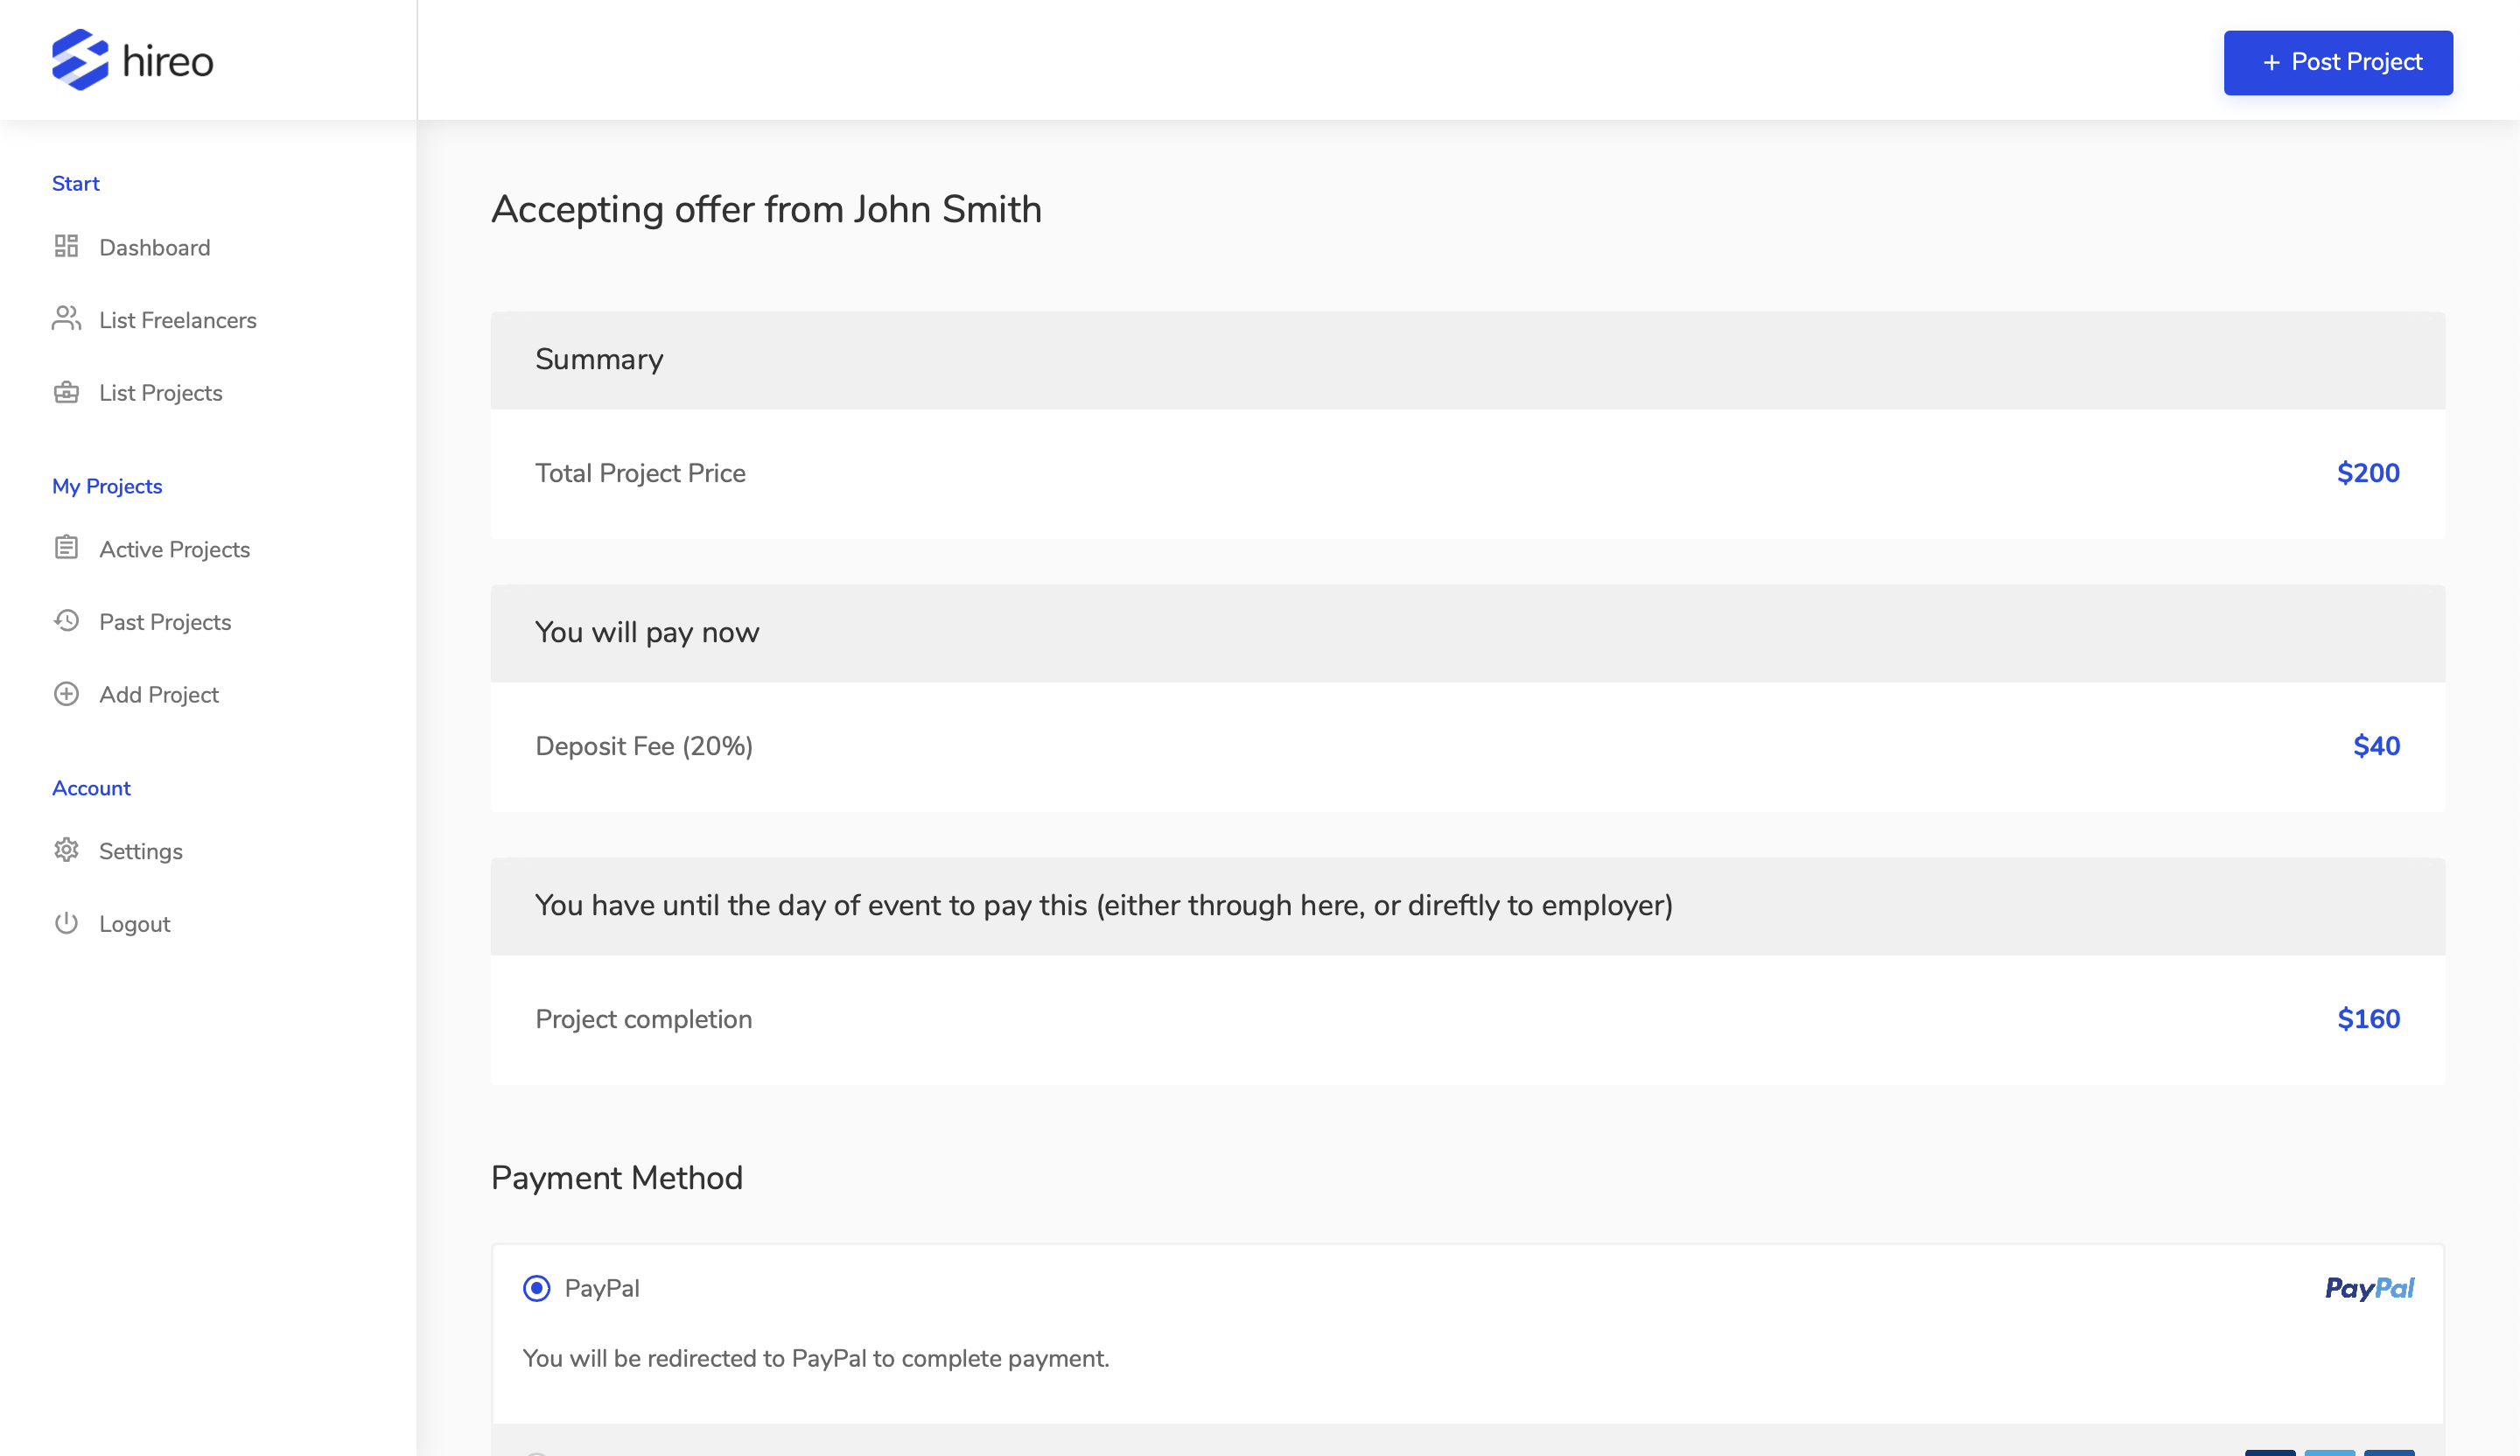 hireo
+ Post Project
Start
Dashboard
List Freelancers
List Projects
My Projects
Active Projects
Past Projects
Add Project
Account
Settings
Logout
Accepting offer from John Smith
Summary
Total Project Price
$200
You will pay now
Deposit Fee (20%)
$40
You have until the day of event to pay this (either through here, or direftly to employer)
Project completion
$160
Payment Method
PayPal
PayPal
You will be redirected to PayPal to complete payment.